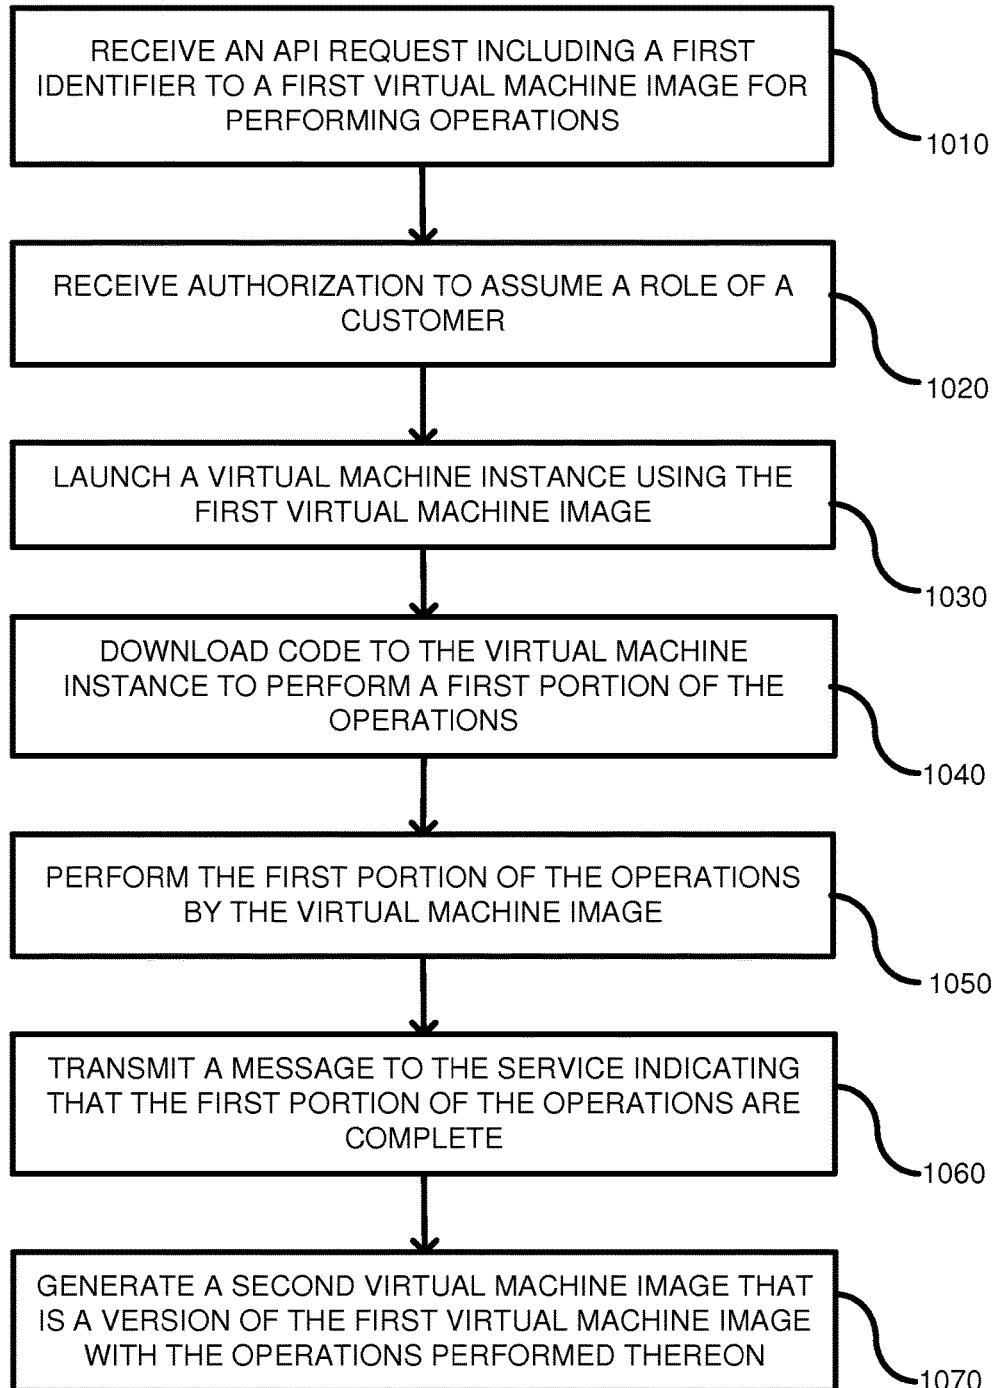 RECEIVE AN API REQUEST INCLUDING A FIRST
IDENTIFIER TO A FIRST VIRTUAL MACHINE IMAGE FOR
PERFORMING OPERATIONS
1010
RECEIVE AUTHORIZATION TO ASSUME A ROLE OF A
CUSTOMER
1020
LAUNCH A VIRTUAL MACHINE INSTANCE USING THE
FIRST VIRTUAL MACHINE IMAGE
1030
DOWNLOAD CODE TO THE VIRTUAL MACHINE
INSTANCE TO PERFORM A FIRST PORTION OF THE
OPERATIONS
1040
PERFORM THE FIRST PORTION OF THE OPERATIONS
BY THE VIRTUAL MACHINE IMAGE
1050
TRANSMIT A MESSAGE TO THE SERVICE INDICATING
THAT THE FIRST PORTION OF THE OPERATIONS ARE
COMPLETE
1060
GENERATE A SECOND VIRTUAL MACHINE IMAGE THAT
IS A VERSION OF THE FIRST VIRTUAL MACHINE IMAGE
WITH THE OPERATIONS PERFORMED THEREON
1070